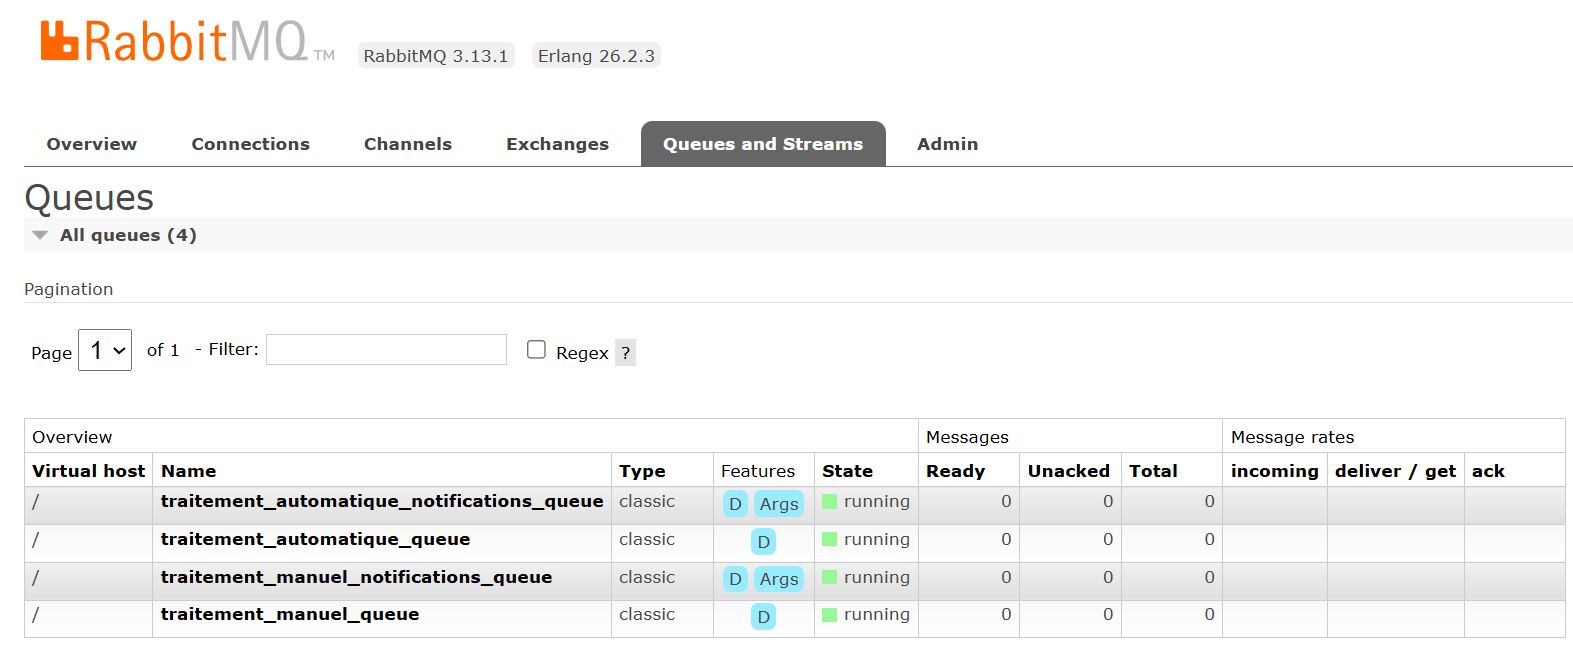 RabbitMQ TM RabbitMQ 3.13.1 Erlang 26.2.3
Overview Connections Channels Exchanges Queues and Streams Admin
Queues
All queues (4)
Pagination
Page 1 of 1 - Filter: Regex ?
Overview Messages Message rates
Virtual host Name Type Features State Ready Unacked Total incoming deliver / get ack
/ traitement_automatique_notifications_queue classic D Args running 0 0 0
/ traitement_automatique_queue classic D running 0 0 0
/ traitement_manuel_notifications_queue classic D Args running 0 0 0
/ traitement_manuel_queue classic D running 0 0 0